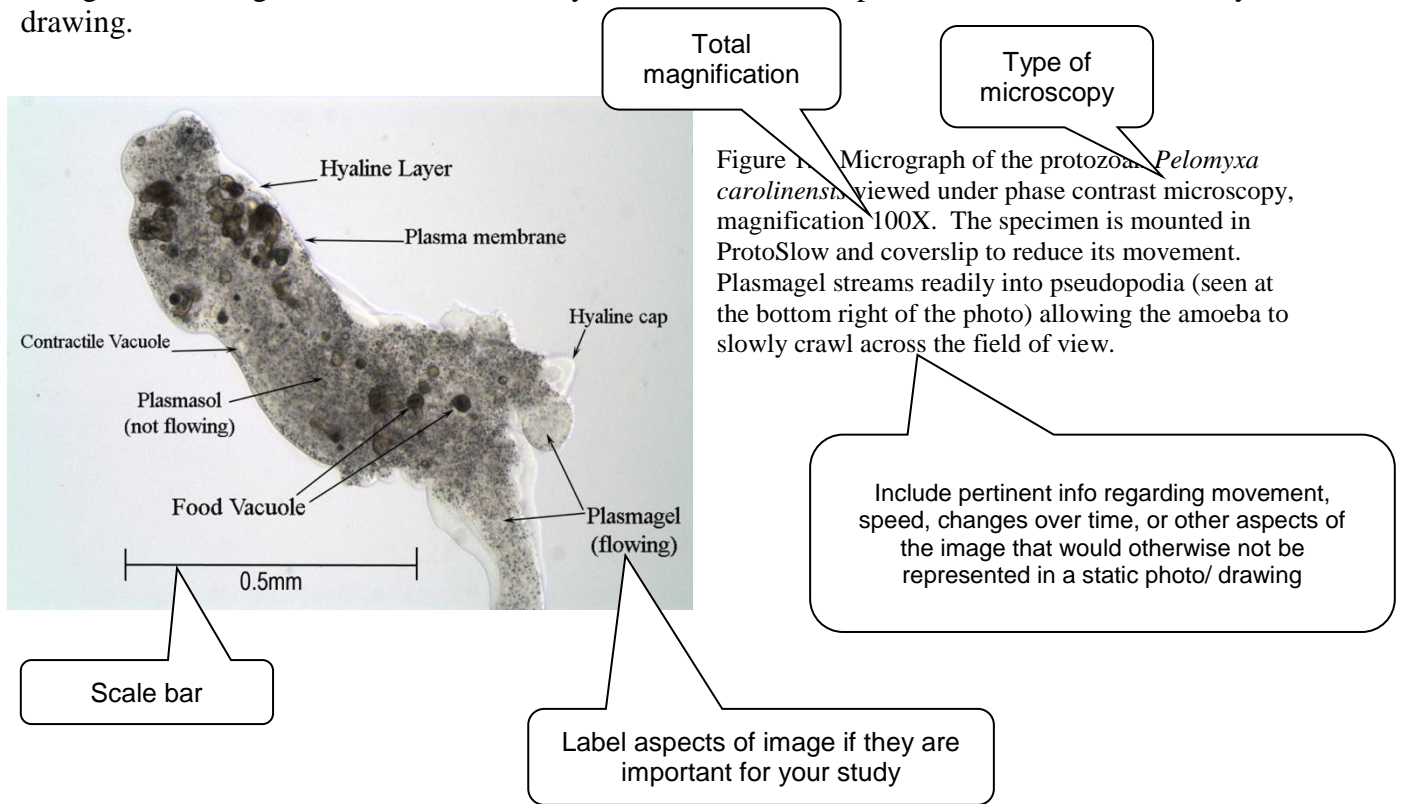 drawing.
Total
magnification
Type of
microscopy
Hyaline Layer
Plasma membrane
Hyaline cap
Contractile Vacuole
Plasmasol
(not flowing)
Food Vacuole
Plasmagel
(flowing)
0.5mm
Figure Micrograph of the protozoan Pelomyxa
carolinensis viewed under phase contrast microscopy,
magnification 100X. The specimen is mounted in
ProtoSlow and coverslip to reduce its movement.
Plasmagel streams readily into pseudopodia (seen at
the bottom right of the photo) allowing the amoeba to
slowly crawl across the field of view.
Include pertinent info regarding movement,
speed, changes over time, or other aspects of
the image that would otherwise not be
represented in a static photo/ drawing
Scale bar
Label aspects of image if they are
important for your study